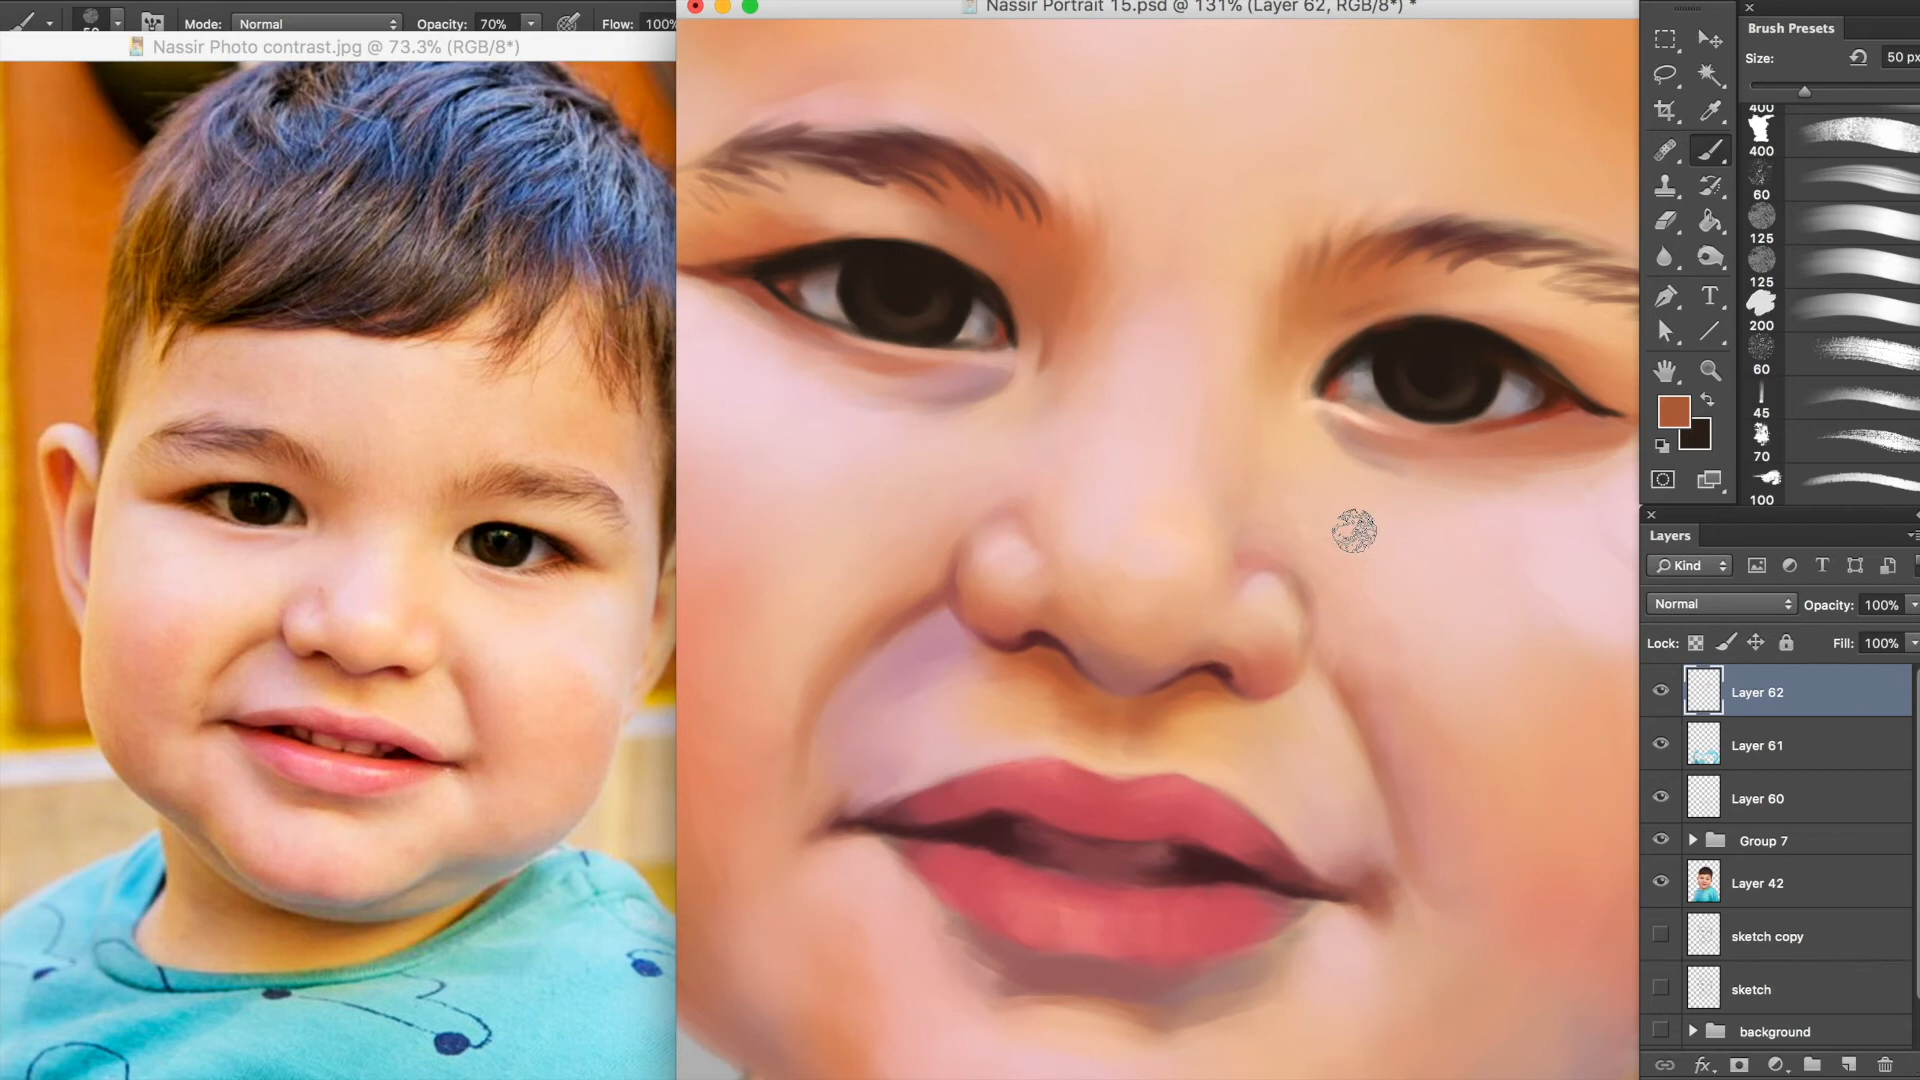 Mode: Normal Opacity: 70% Flow: 100%
Nassir Portrait 15.psd @ 131% (Layer 62, RGB/8*) *
Nassir Photo contrast.jpg @ 73.3% (RGB/8*)
Brush Presets
Size: 50 px
400
400
60
125
125
200
60
45
70
100
Layers
Kind
Normal Opacity: 100%
Lock: Fill: 100%
Layer 62
Layer 61
Layer 60
Group 7
Layer 42
sketch copy
sketch
background